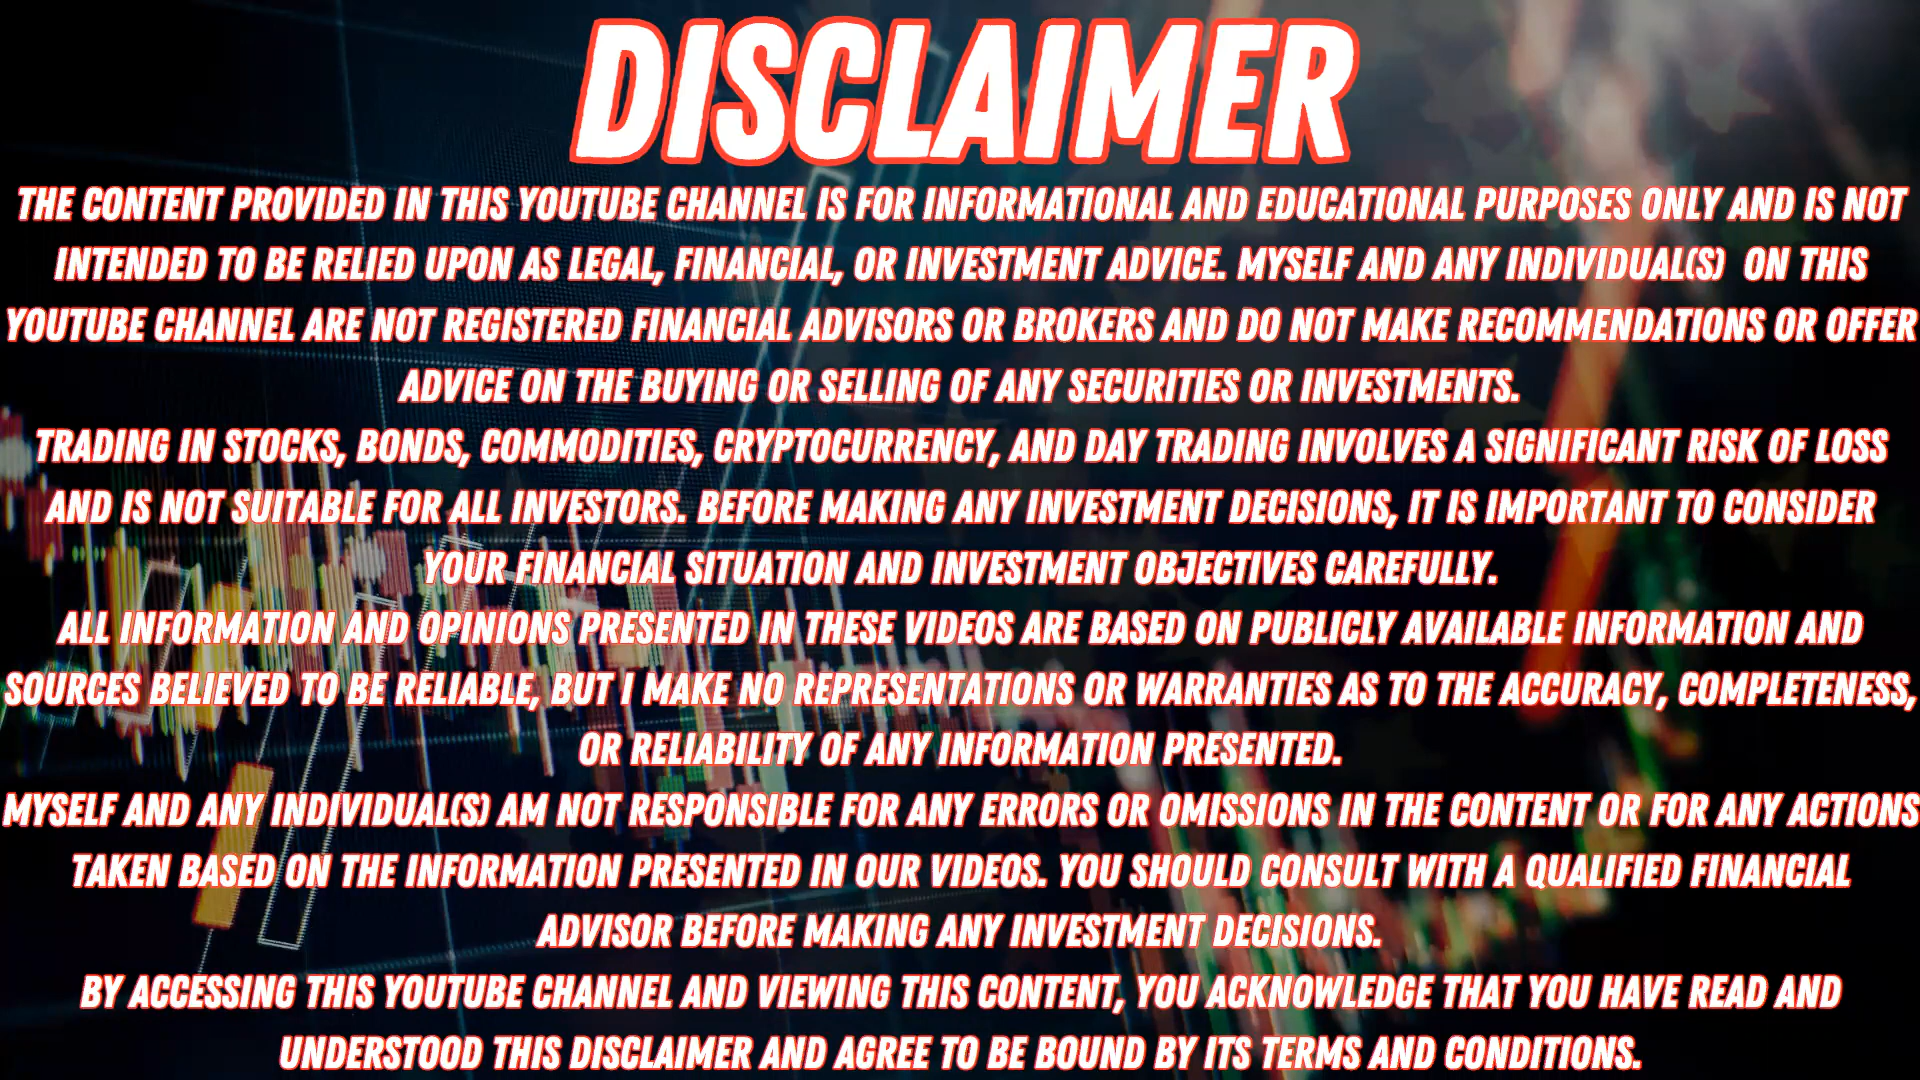 DISCLAIMER
THE CONTENT PROVIDED IN THIS YOUTUBE CHANNEL IS FOR INFORMATIONAL AND EDUCATIONAL PURPOSES ONLY AND IS NOT
INTENDED TO BE RELIED UPON AS LEGAL, FINANCIAL, OR INVESTMENT ADVICE. MYSELF AND ANY INDIVIDUAL(S) ON THIS
YOUTUBE CHANNEL ARE NOT REGISTERED FINANCIAL ADVISORS OR BROKERS AND DO NOT MAKE RECOMMENDATIONS OR OFFER
ADVICE ON THE BUYING OR SELLING OF ANY SECURITIES OR INVESTMENTS.
TRADING IN STOCKS, BONDS, COMMODITIES, CRYPTOCURRENCY, AND DAY TRADING INVOLVES A SIGNIFICANT RISK OF LOSS
AND IS NOT SUITABLE FOR ALL INVESTORS. BEFORE MAKING ANY INVESTMENT DECISIONS, IT IS IMPORTANT TO CONSIDER
YOUR FINANCIAL SITUATION AND INVESTMENT OBJECTIVES CAREFULLY.
ALL INFORMATION AND OPINIONS PRESENTED IN THESE VIDEOS ARE BASED ON PUBLICLY AVAILABLE INFORMATION AND
SOURCES BELIEVED TO BE RELIABLE, BUT I MAKE NO REPRESENTATIONS OR WARRANTIES AS TO THE ACCURACY, COMPLETENESS,
OR RELIABILITY OF ANY INFORMATION PRESENTED.
MYSELF AND ANY INDIVIDUAL(S) AM NOT RESPONSIBLE FOR ANY ERRORS OR OMISSIONS IN THE CONTENT OR FOR ANY ACTIONS
TAKEN BASED ON THE INFORMATION PRESENTED IN OUR VIDEOS. YOU SHOULD CONSULT WITH A QUALIFIED FINANCIAL
ADVISOR BEFORE MAKING ANY INVESTMENT DECISIONS.
BY ACCESSING THIS YOUTUBE CHANNEL AND VIEWING THIS CONTENT, YOU ACKNOWLEDGE THAT YOU HAVE READ AND
UNDERSTOOD THIS DISCLAIMER AND AGREE TO BE BOUND BY ITS TERMS AND CONDITIONS.